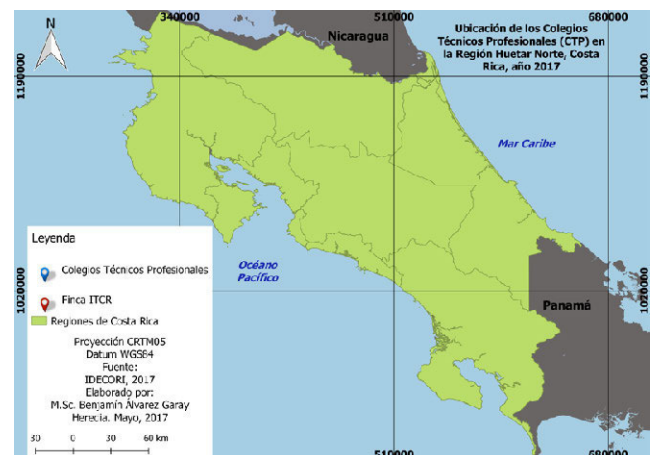 340000
510000
680000
N
Nicaragua
Ubicación de los Colegios
Técnicos Profesionales (CTP) en
la Región Huetar Norte, Costa
Rica, año 2017
1190000
1190000
Mar Caribe
Leyenda
Colegios Técnicos Profesionales
Finca ITCR
Regiones de Costa Rica
Océano
Pacífico
1020000
1020000
Panamá
Proyección CRTM05
Datum WGS84
Fuente:
IDECORI, 2017
Elaborado por:
M.Sc. Benjamín Álvarez Garay
Heredia. Mayo, 2017
30 0 30 60 km
510000
680000